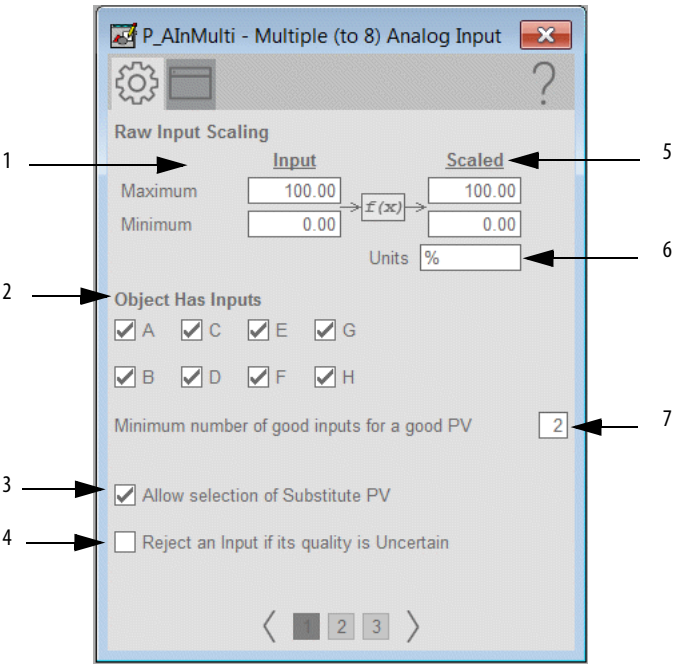 P_AInMulti - Multiple (to 8) Analog Input
?
Raw Input Scaling
1
Input
Scaled
5
Maximum
100.00
f(x)
100.00
Minimum
0.00
0.00
Units
%
6
2
Object Has Inputs
A C E G
B D F H
Minimum number of good inputs for a good PV
2
7
3
Allow selection of Substitute PV
4
Reject an Input if its quality is Uncertain
1 2 3